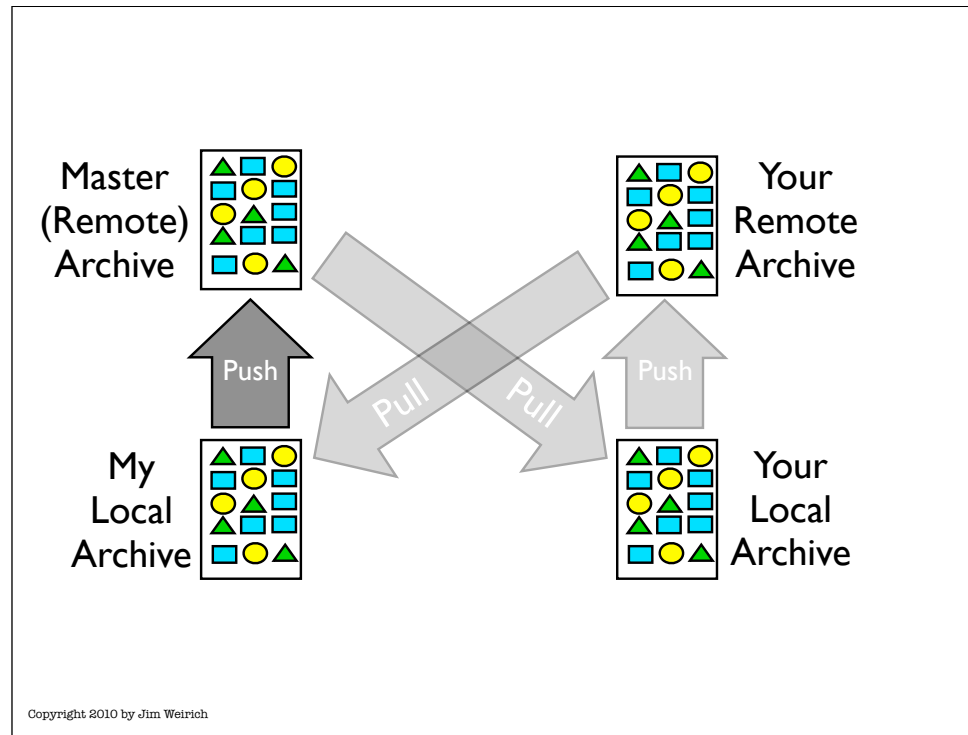 Master
(Remote)
Archive
Your
Remote
Archive
Push
Pull
Pull
Push
My
Local
Archive
Your
Local
Archive
Copyright 2010 by Jim Weirich